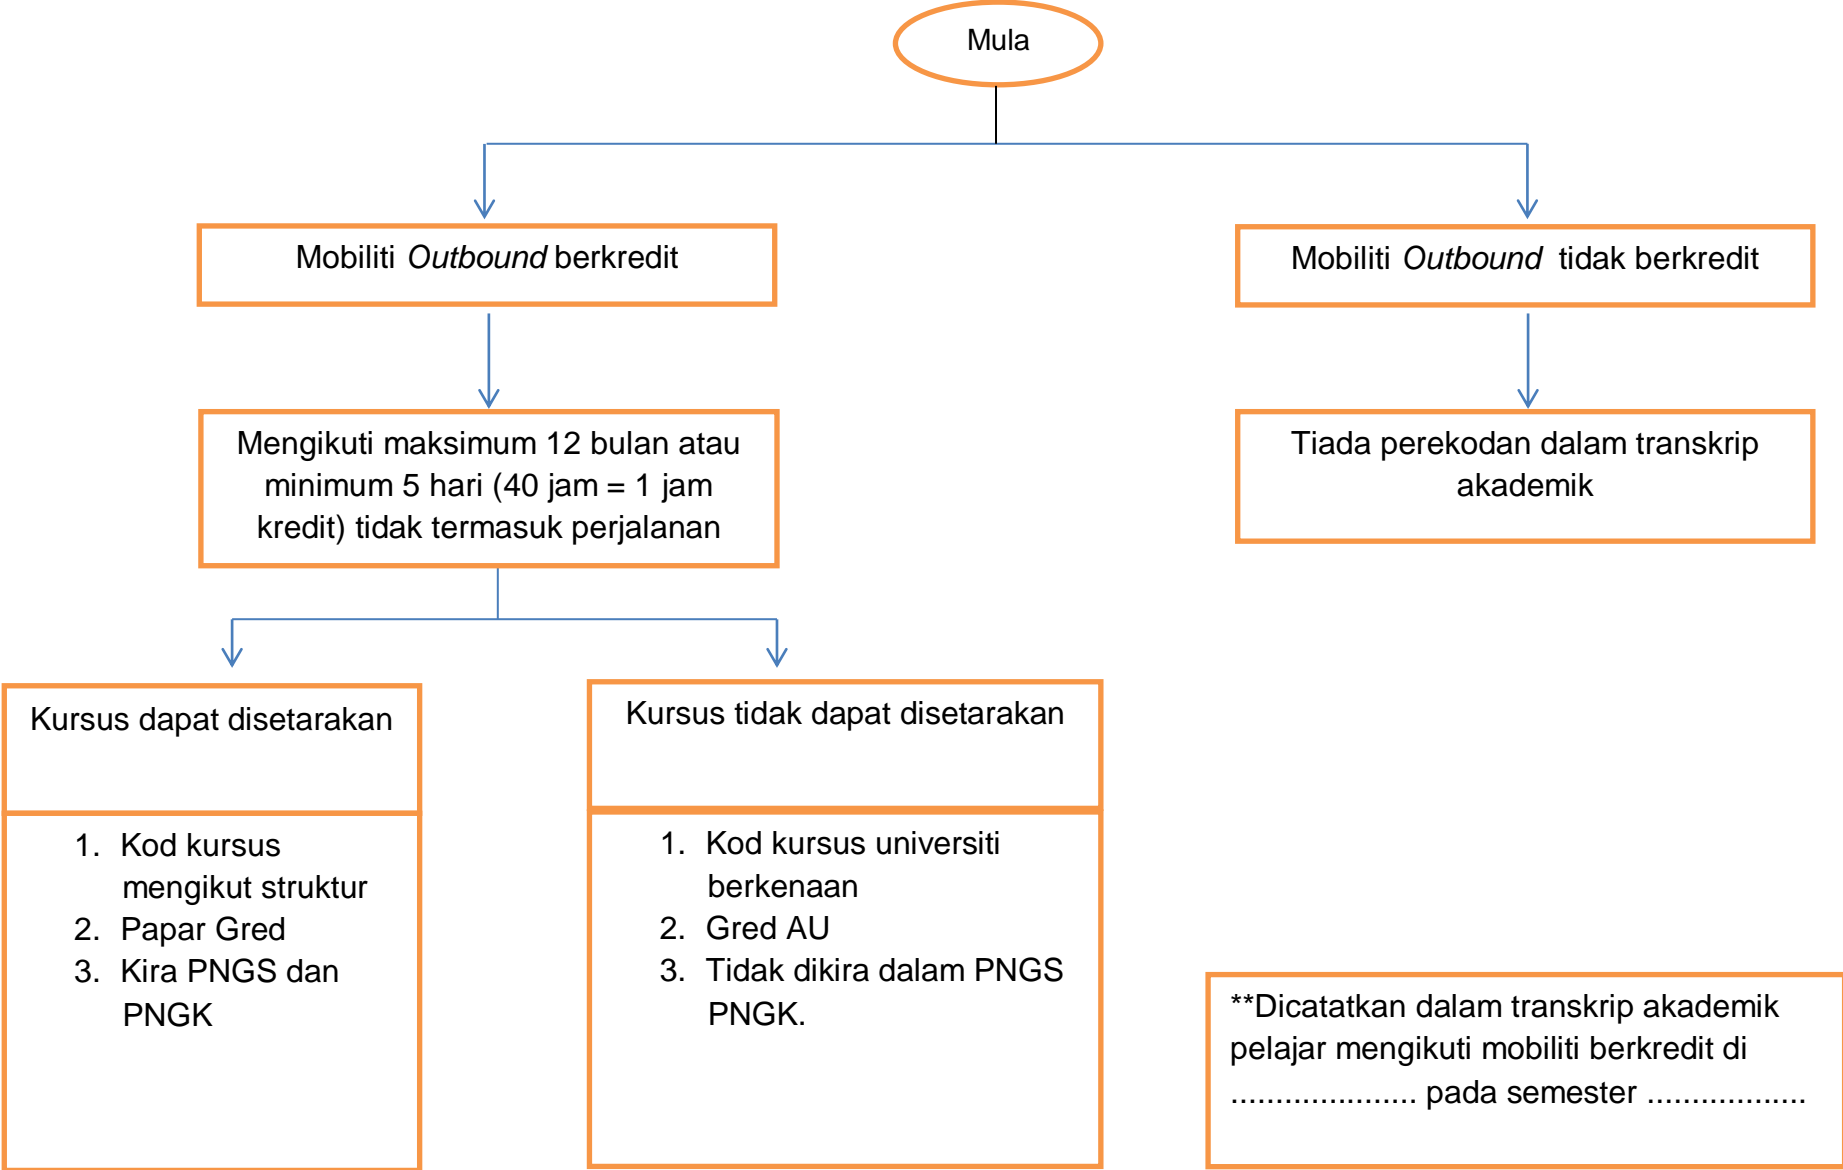 Mula
Mobiliti Outbound berkredit
Mobiliti Outbound tidak berkredit
Mengikuti maksimum 12 bulan atau
minimum 5 hari (40 jam = 1 jam
kredit) tidak termasuk perjalanan
Tiada perekodan dalam transkrip
akademik
Kursus dapat disetarakan
1. Kod kursus
mengikut struktur
2. Papar Gred
3. Kira PNGS dan
PNGK
Kursus tidak dapat disetarakan
1. Kod kursus universiti
berkenaan
2. Gred AU
3. Tidak dikira dalam PNGS
PNGK.
**Dicatatkan dalam transkrip akademik
pelajar mengikuti mobiliti berkredit di
..................... pada semester ..................